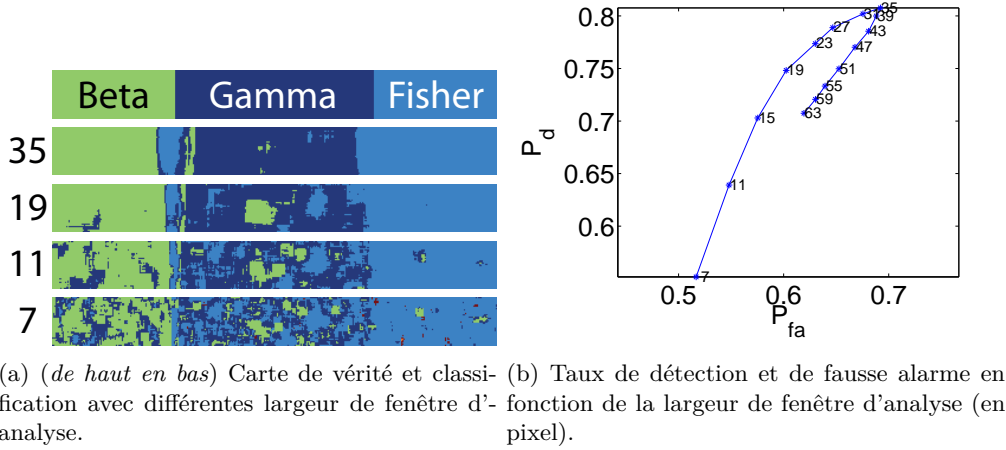 Beta Gamma Fisher
35
19
11
7
(a) (de haut en bas) Carte de vérité et classi-
fication avec différentes largeur de fenêtre d'-
analyse.
0.8
0.75
0.7
0.65
0.6
P_d
35
31
39
27
43
23
47
19
51
55
59
15
63
11
7
0.5 0.6 0.7
P_fa
(b) Taux de détection et de fausse alarme en
fonction de la largeur de fenêtre d'analyse (en
pixel).